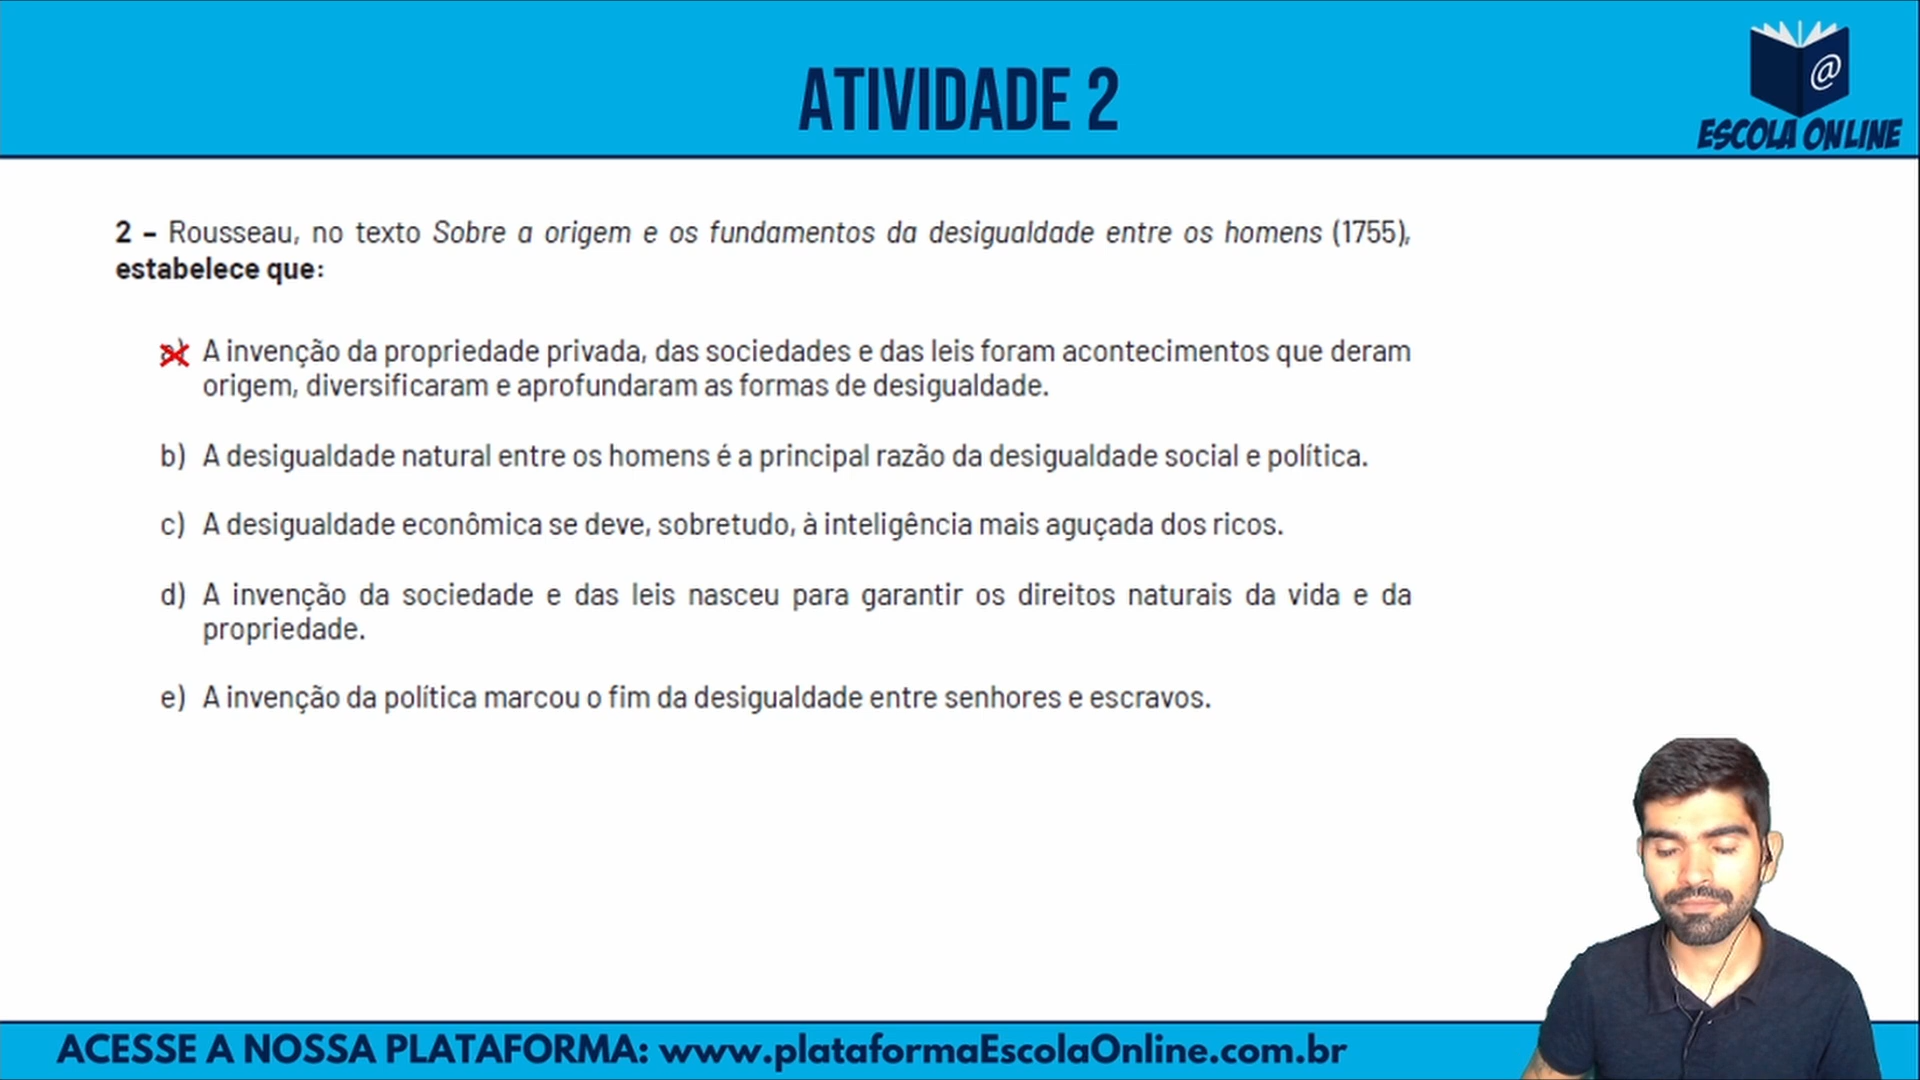 ATIVIDADE 2
@
ESCOLA ONLINE
2 – Rousseau, no texto Sobre a origem e os fundamentos da desigualdade entre os homens (1755),
estabelece que:
a) A invenção da propriedade privada, das sociedades e das leis foram acontecimentos que deram
origem, diversificaram e aprofundaram as formas de desigualdade.
b) A desigualdade natural entre os homens é a principal razão da desigualdade social e política.
c) A desigualdade econômica se deve, sobretudo, à inteligência mais aguçada dos ricos.
d) A invenção da sociedade e das leis nasceu para garantir os direitos naturais da vida e da
propriedade.
e) A invenção da política marcou o fim da desigualdade entre senhores e escravos.
ACESSE A NOSSA PLATAFORMA: www.plataformaEscolaOnline.com.br